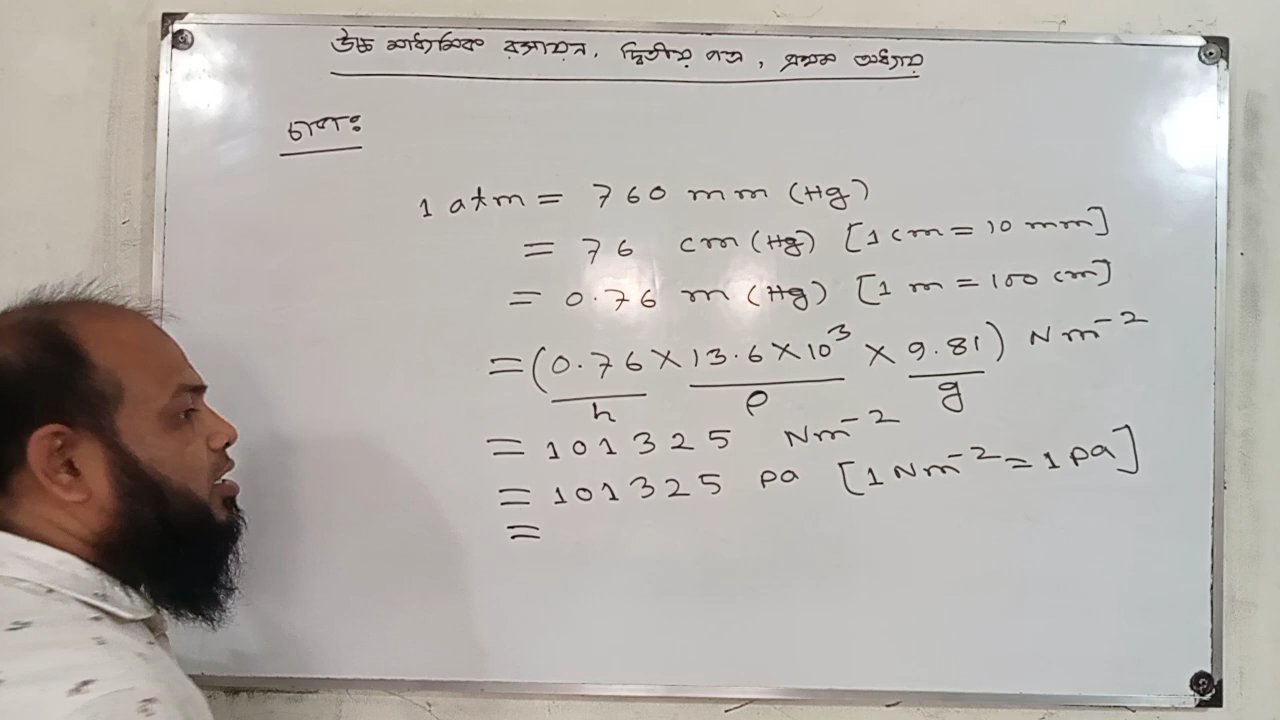 উচ্চ মাধ্যমিক রসায়ন, দ্বিতীয় পত্র, প্রথম অধ্যায়
চাপঃ
1 atm = 760 mm (Hg)
= 76 cm (Hg) [1 cm = 10 mm]
= 0.76 m (Hg) [1 m = 100 cm]
= (0.76 × 13.6 × 10³ × 9.81) Nm⁻²
h ρ g
= 101325 Nm⁻²
= 101325 pa [1 Nm⁻² = 1 pa]
=